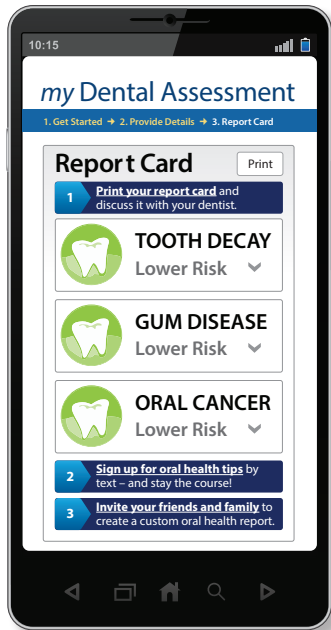 10:15
my Dental Assessment
1. Get Started → 2. Provide Details → 3. Report Card
Report Card
Print
1 Print your report card and
discuss it with your dentist.
TOOTH DECAY
Lower Risk
GUM DISEASE
Lower Risk
ORAL CANCER
Lower Risk
2 Sign up for oral health tips by
text – and stay the course!
3 Invite your friends and family to
create a custom oral health report.